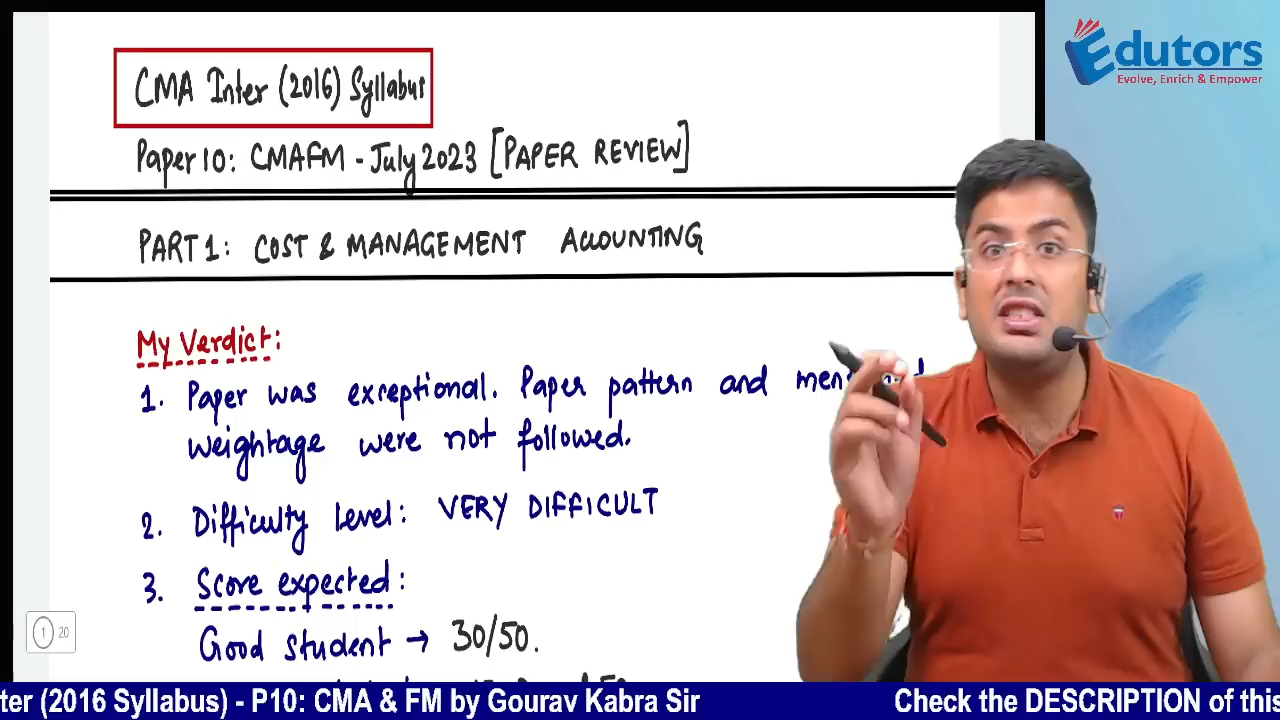 CMA Inter (2016) Syllabus
Edutors
Evolve, Enrich & Empower
Paper 10: CMAFM - July 2023 [PAPER REVIEW]
PART 1: COST & MANAGEMENT ACCOUNTING
My Verdict:
1. Paper was exceptional. Paper pattern and
weightage were not followed.
2. Difficulty Level: VERY DIFFICULT
3. Score expected:
Good student → 30/50.
1 20
ter (2016 Syllabus) - P10: CMA & FM by Gourav Kabra Sir
Check the DESCRIPTION of this